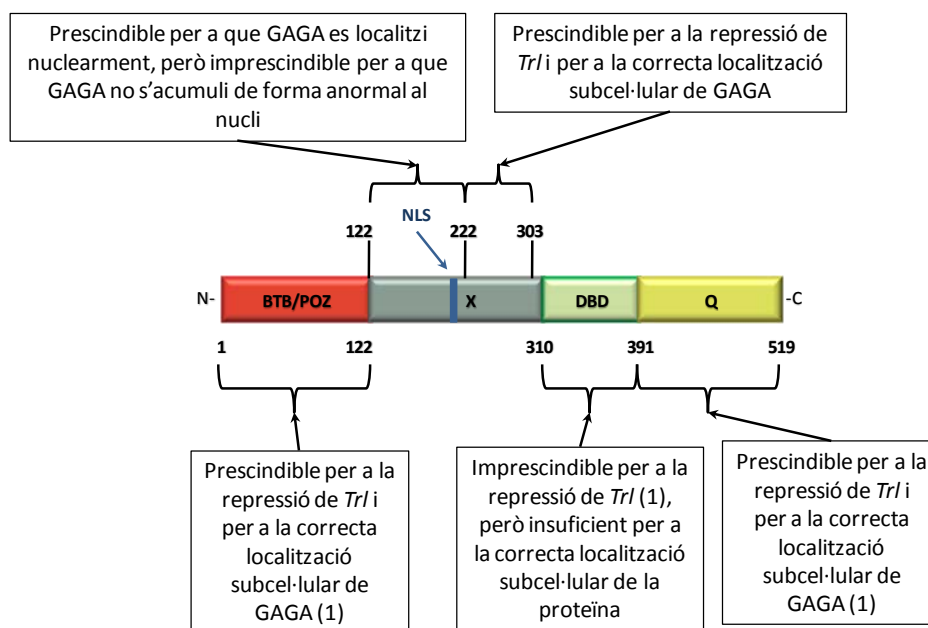 Prescindible per a que GAGA es localitzi
nuclearment, però imprescindible per a que
GAGA no s'acumuli de forma anormal al
nucli
Prescindible per a la repressió de
Trl i per a la correcta localització
subcel·lular de GAGA
NLS
122
222
303
N-
BTB/POZ
X
DBD
Q
-C
1
122
310
391
519
Prescindible per a la
repressió de Trl i
per a la correcta
localització
subcel·lular de
GAGA (1)
Imprescindible per a la
repressió de Trl (1),
però insuficient per a
la correcta localització
subcel·lular de la
proteïna
Prescindible per a la
repressió de Trl i
per a la correcta
localització
subcel·lular de
GAGA (1)